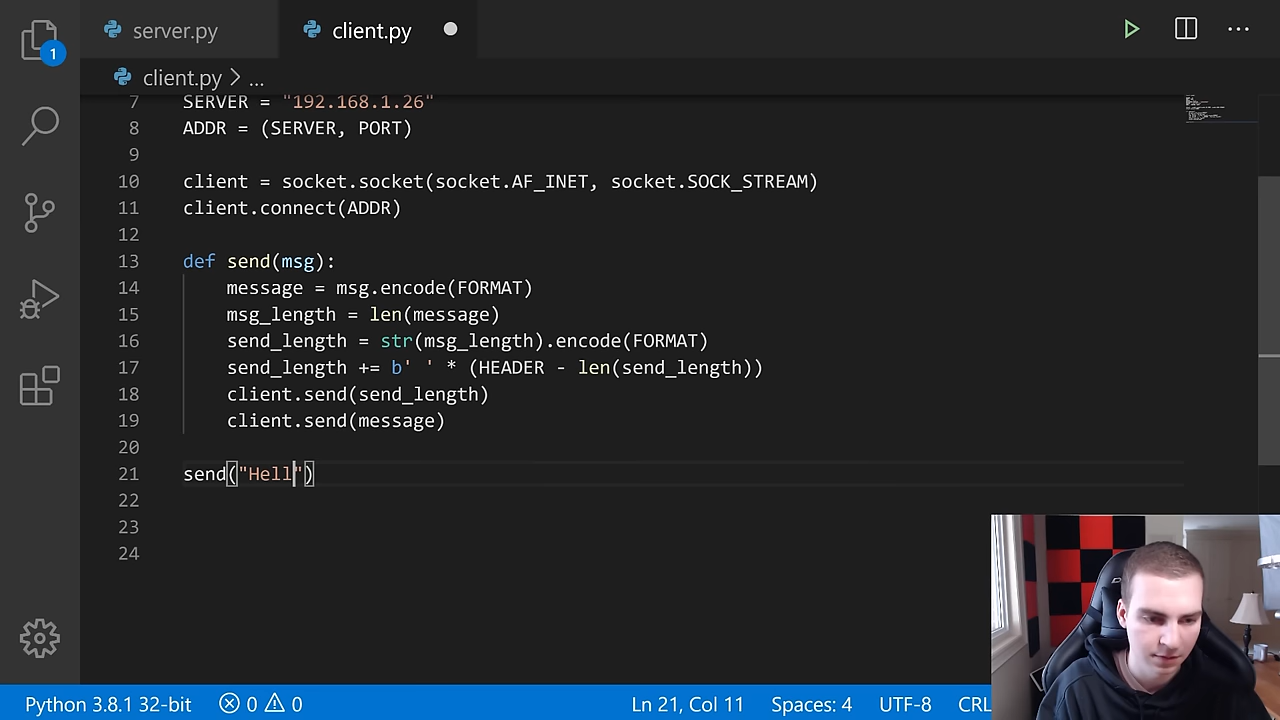 server.py
client.py
1
client.py > ...
7 SERVER = "192.168.1.26"
8 ADDR = (SERVER, PORT)
9
10 client = socket.socket(socket.AF_INET, socket.SOCK_STREAM)
11 client.connect(ADDR)
12
13 def send(msg):
14 message = msg.encode(FORMAT)
15 msg_length = len(message)
16 send_length = str(msg_length).encode(FORMAT)
17 send_length += b' ' * (HEADER - len(send_length))
18 client.send(send_length)
19 client.send(message)
20
21 send("Hell")
22
23
24
Python 3.8.1 32-bit 0 0 Ln 21, Col 11 Spaces: 4 UTF-8 CRL